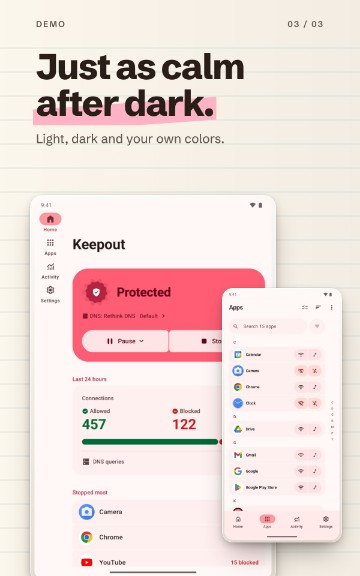 DEMO
03 / 03
Just as calm
after dark.
Light, dark and your own colors.
9:41
Home
Apps
Activity
Settings
Keepout
Protected
DNS: Rethink DNS · Default
Pause
Sto
Last 24 hours
Connections
Allowed
457
Blocked
122
DNS queries
Stopped most
Camera
Chrome
YouTube
15 blocked
9:41
Apps
Search 15 apps
C
Calendar
Camera
Chrome
Clock
D
Drive
G
Gmail
Google
Google Play Store
K
Home
Apps
Activity
Settings